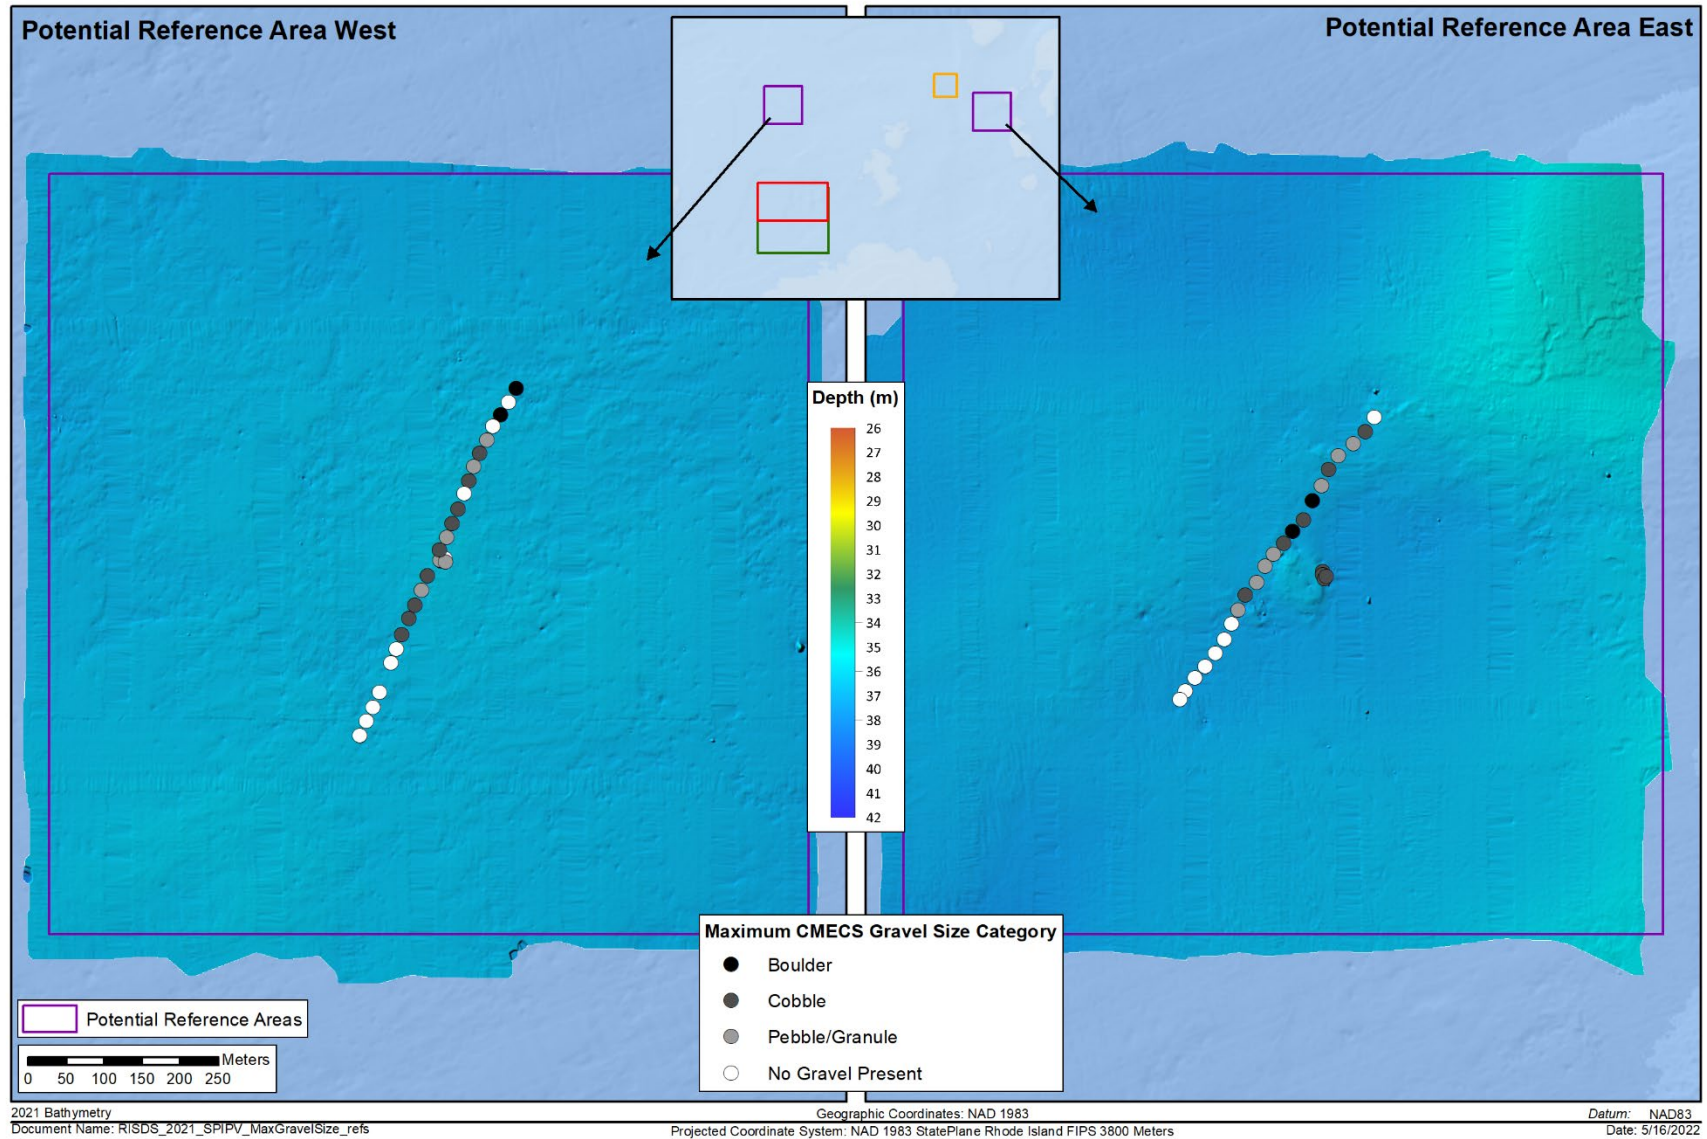 Potential Reference Area West
Potential Reference Area East
Depth (m)
26
27
28
29
30
31
32
33
34
35
36
37
38
39
40
41
42
Maximum CMECS Gravel Size Category
Boulder
Cobble
Pebble/Granule
No Gravel Present
Potential Reference Areas
Meters
0 50 100 150 200 250
2021 Bathymetry
Geographic Coordinates: NAD 1983
Datum: NAD83
Document Name: RISDS_2021_SPIPV_MaxGravelSize_refs
Projected Coordinate System: NAD 1983 StatePlane Rhode Island FIPS 3800 Meters
Date: 5/16/2022